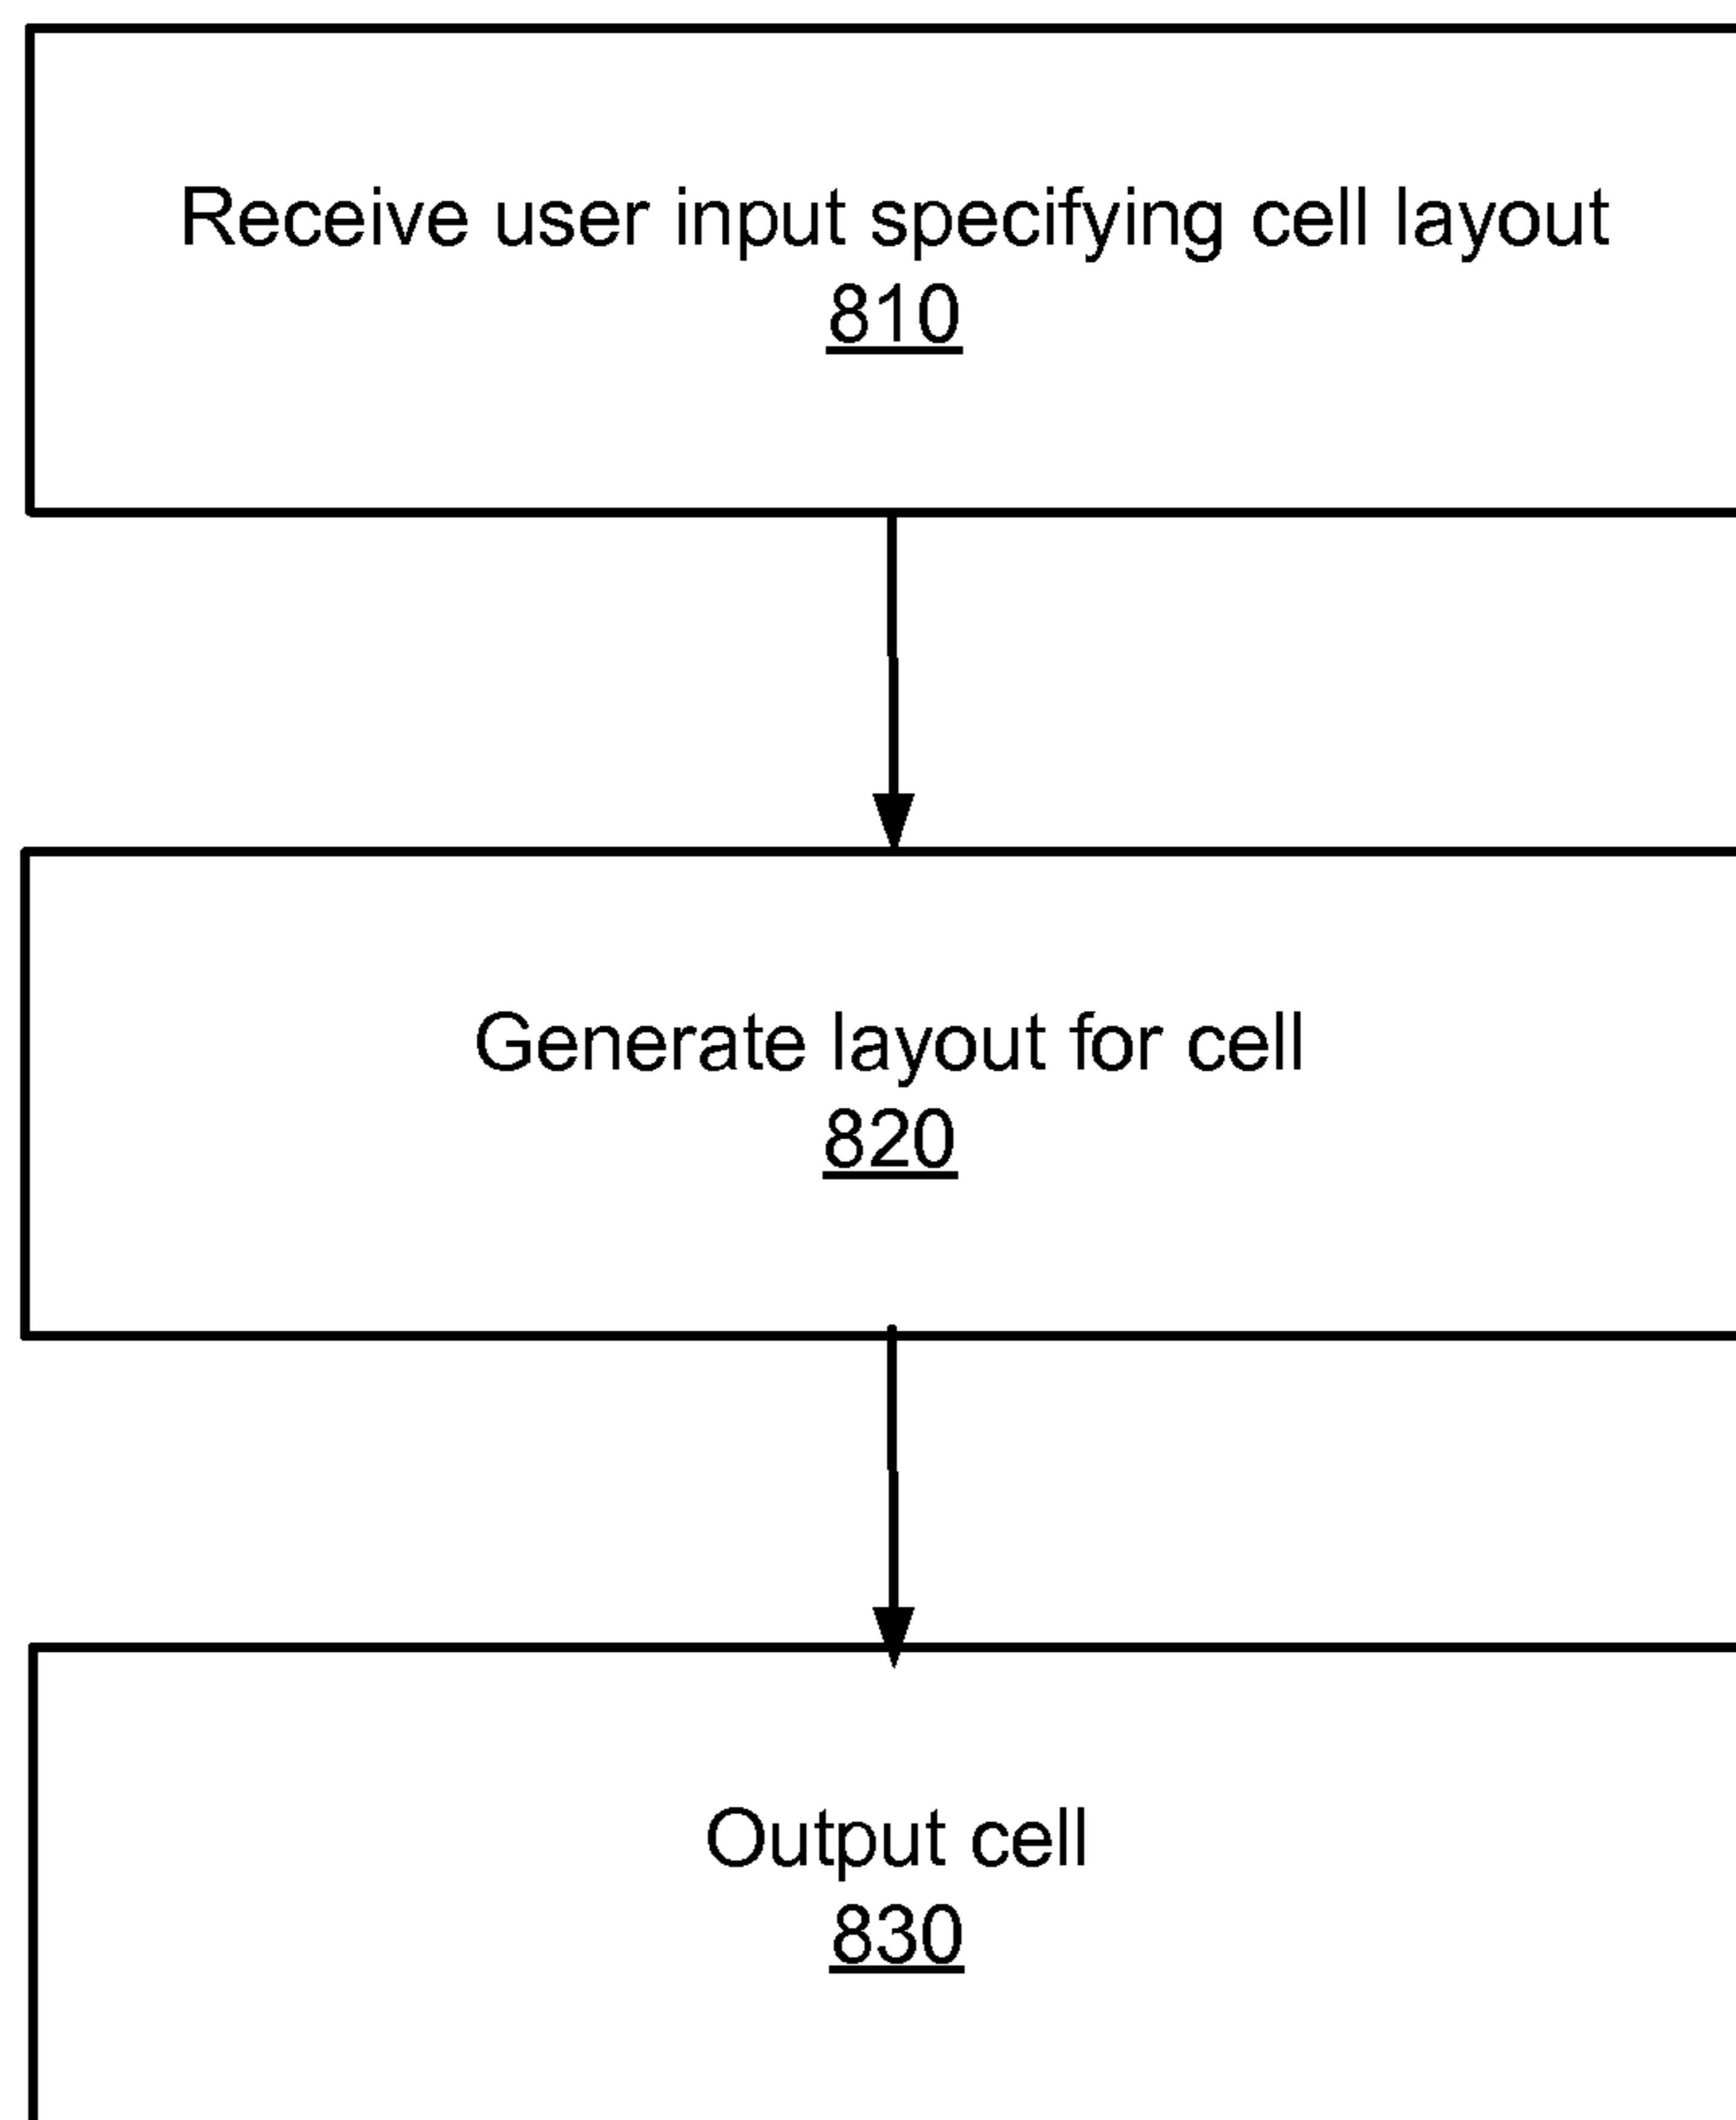 Receive user input specifying cell layout
810
Generate layout for cell
820
Output cell
830